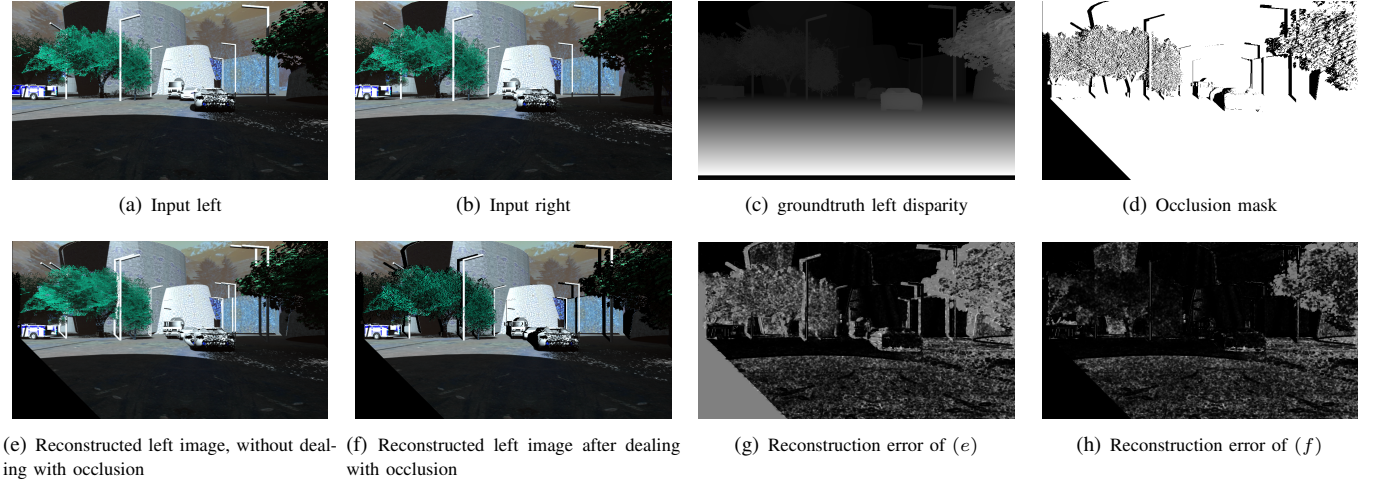 (a) Input left
(b) Input right
(c) groundtruth left disparity
(d) Occlusion mask
(e) Reconstructed left image, without deal-
ing with occlusion
(f) Reconstructed left image after dealing
with occlusion
(g) Reconstruction error of (e)
(h) Reconstruction error of (f)